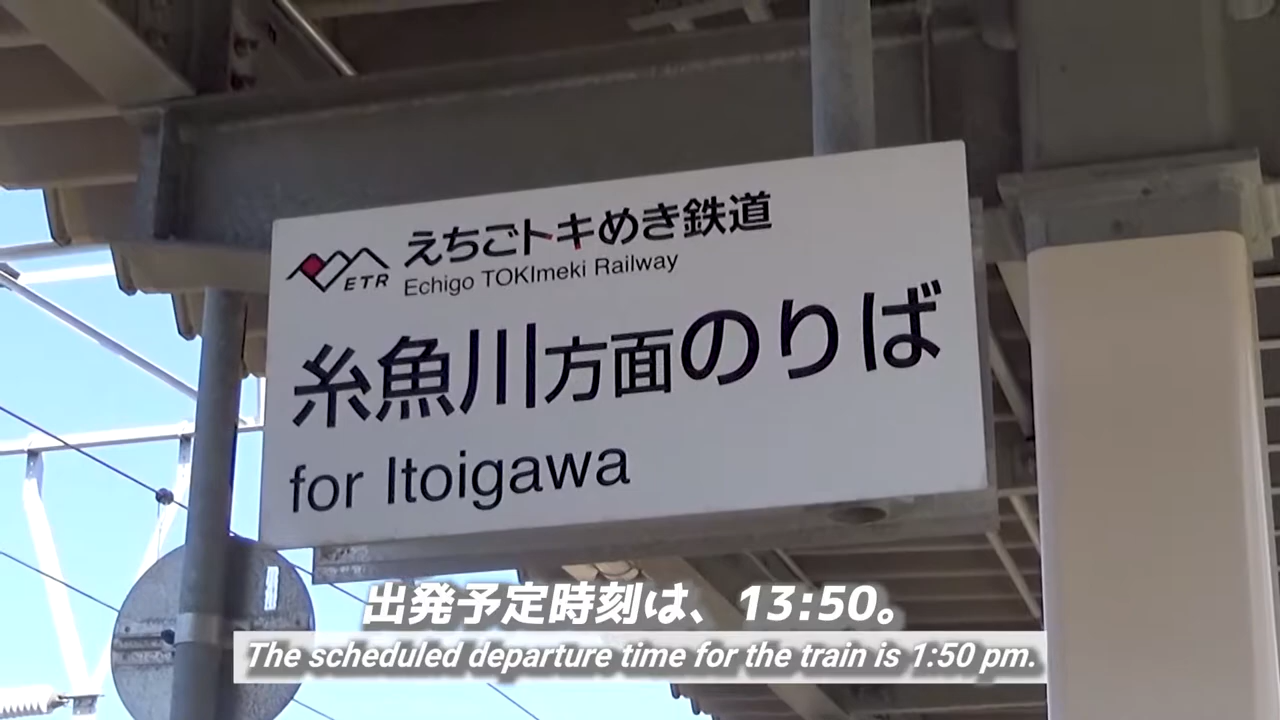 えちごトキめき鉄道
ETR
Echigo TOKImeki Railway
糸魚川方面のりば
for Itoigawa
出発予定時刻は、13:50。
The scheduled departure time for the train is 1:50 pm.